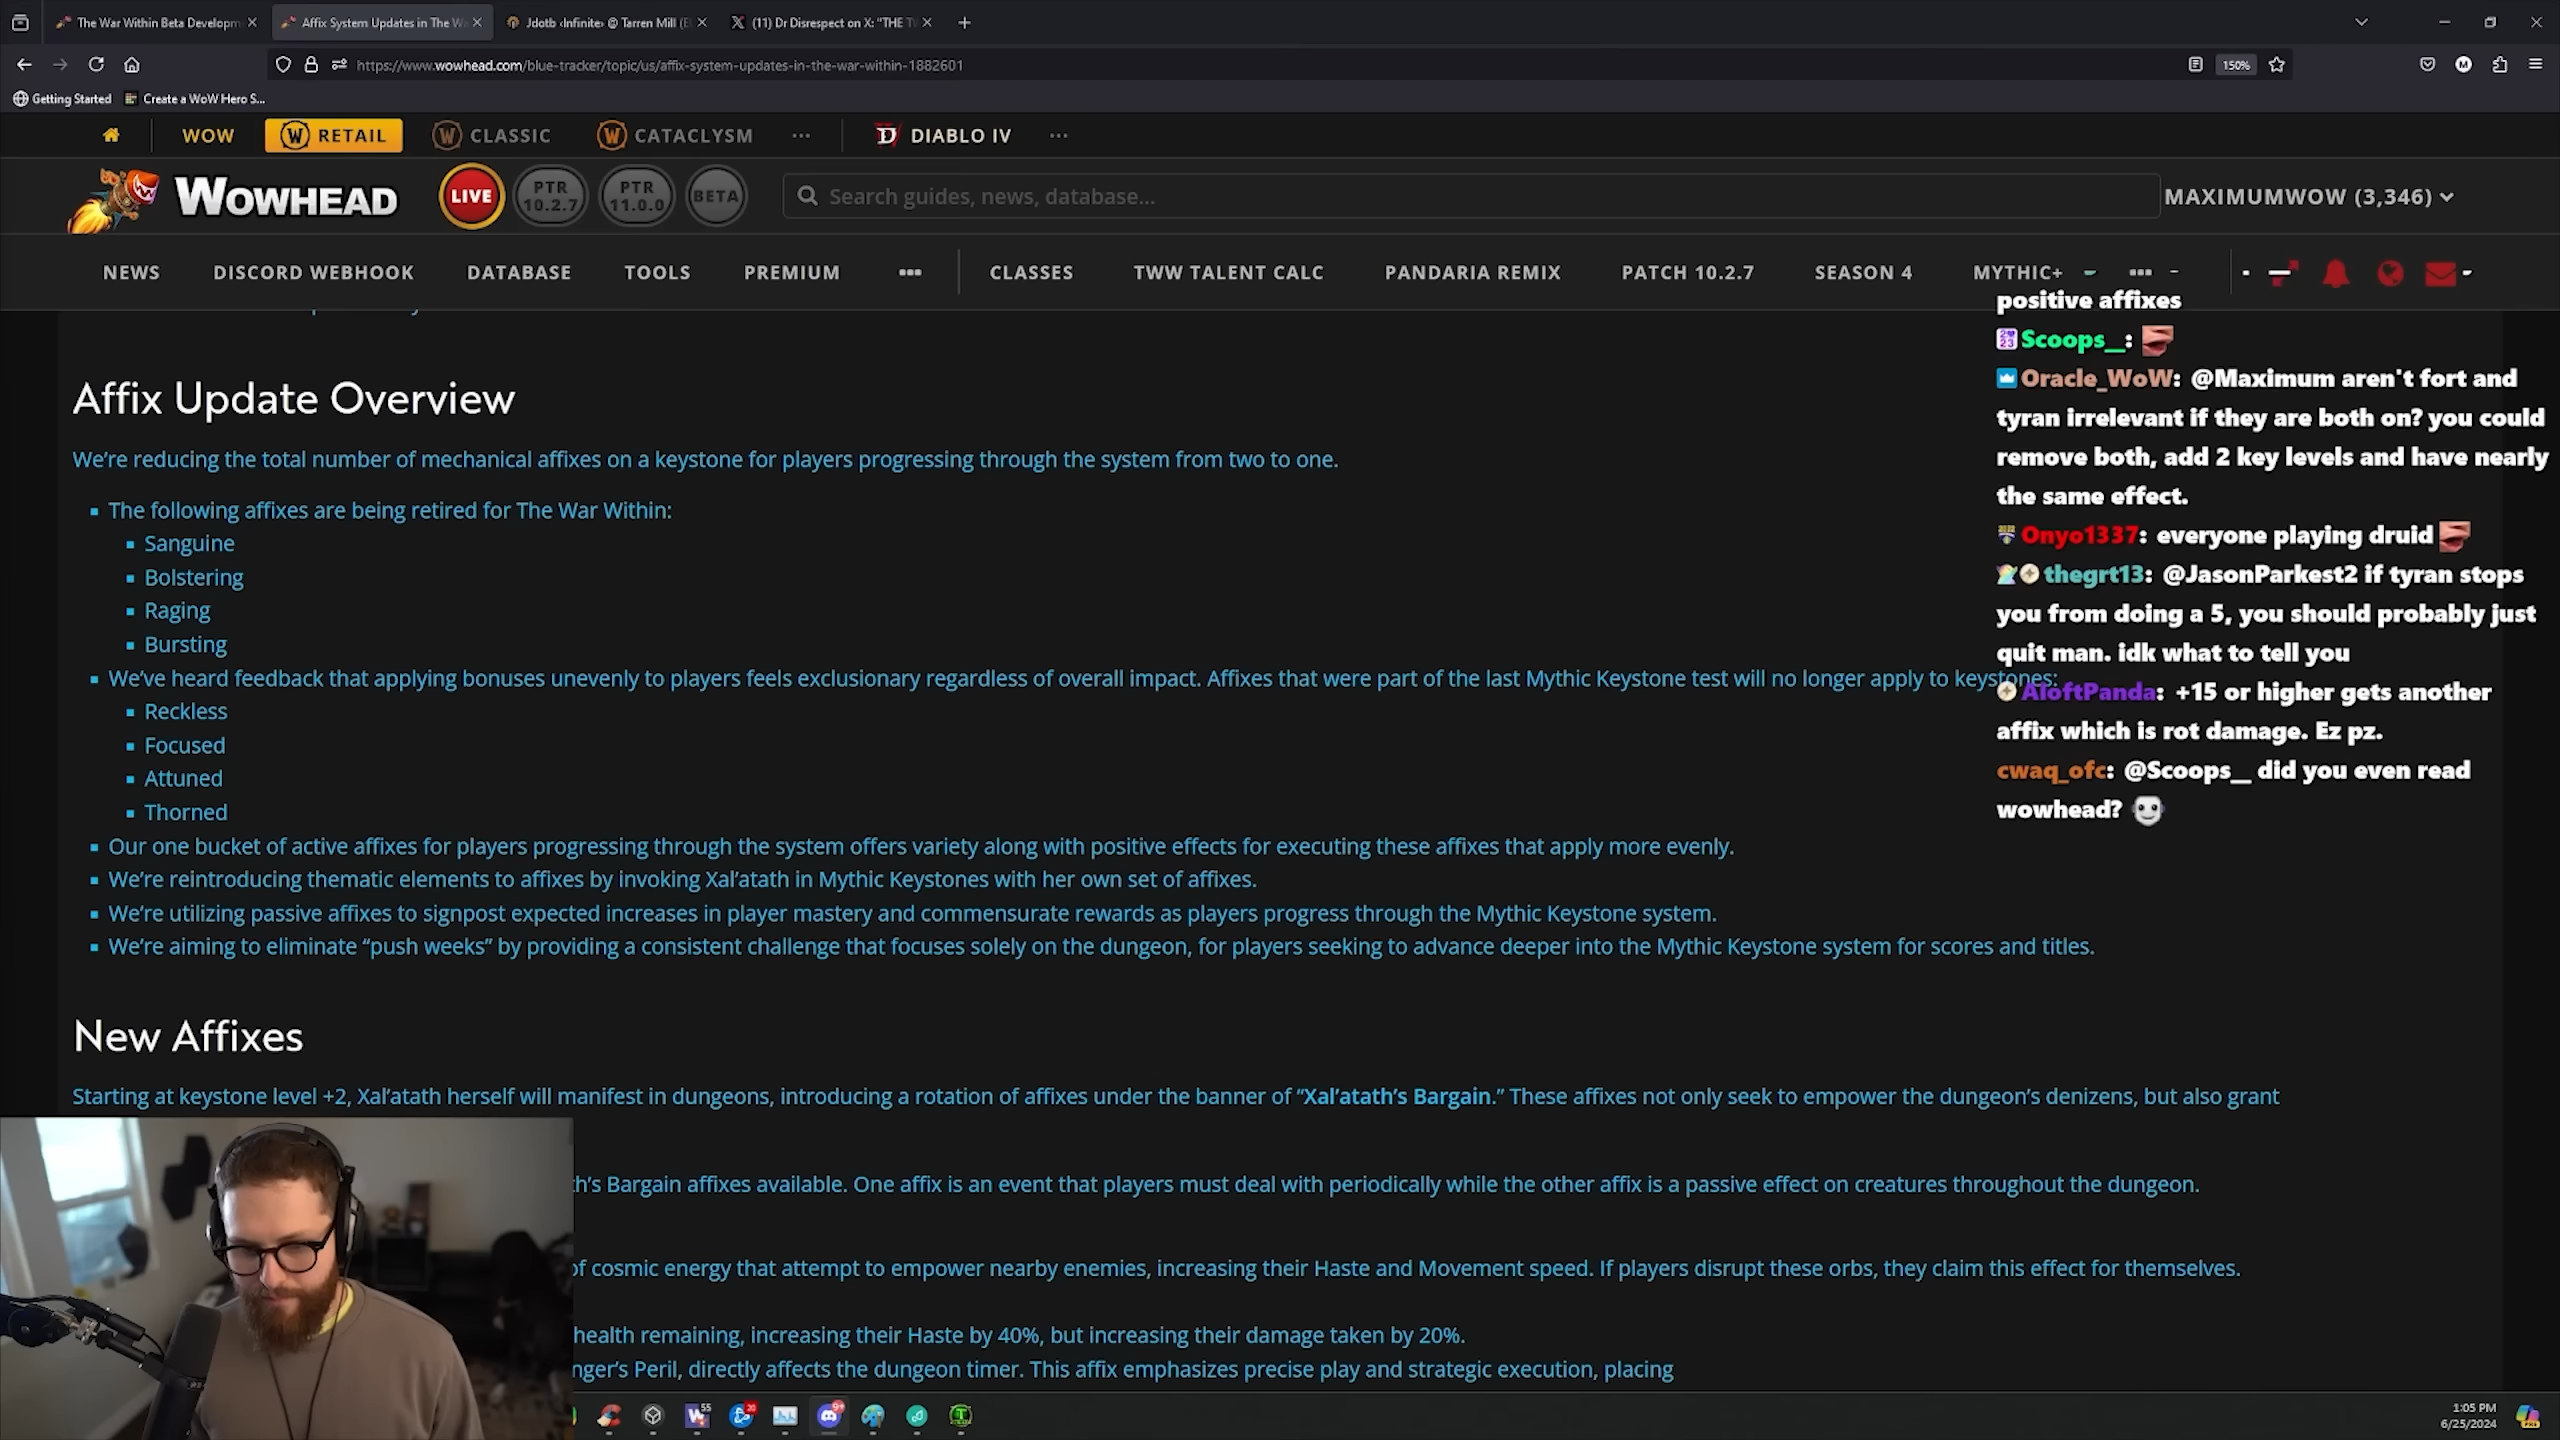 The War Within Beta Developm
Affix System Updates in The Wa
Jdotb ‹Infinite› @ Tarren Mill (E
(11) Dr Disrespect on X: "THE TW
https://www.wowhead.com/blue-tracker/topic/us/affix-system-updates-in-the-war-within-1882601
150%
M
Getting Started
Create a WoW Hero S...
WOW
RETAIL
CLASSIC
CATACLYSM
...
DIABLO IV
...
WOWHEAD
LIVE
PTR 10.2.7
PTR 11.0.0
BETA
Search guides, news, database...
MAXIMUMWOW (3,346)
NEWS
DISCORD WEBHOOK
DATABASE
TOOLS
PREMIUM
...
CLASSES
TWW TALENT CALC
PANDARIA REMIX
PATCH 10.2.7
SEASON 4
MYTHIC+
...
Affix Update Overview
We're reducing the total number of mechanical affixes on a keystone for players progressing through the system from two to one.
The following affixes are being retired for The War Within:
Sanguine
Bolstering
Raging
Bursting
We've heard feedback that applying bonuses unevenly to players feels exclusionary regardless of overall impact. Affixes that were part of the last Mythic Keystone test will no longer apply to keystones:
Reckless
Focused
Attuned
Thorned
Our one bucket of active affixes for players progressing through the system offers variety along with positive effects for executing these affixes that apply more evenly.
We're reintroducing thematic elements to affixes by invoking Xal'atath in Mythic Keystones with her own set of affixes.
We're utilizing passive affixes to signpost expected increases in player mastery and commensurate rewards as players progress through the Mythic Keystone system.
We're aiming to eliminate “push weeks” by providing a consistent challenge that focuses solely on the dungeon, for players seeking to advance deeper into the Mythic Keystone system for scores and titles.
New Affixes
Starting at keystone level +2, Xal'atath herself will manifest in dungeons, introducing a rotation of affixes under the banner of “Xal'atath's Bargain.” These affixes not only seek to empower the dungeon's denizens, but also grant
th's Bargain affixes available. One affix is an event that players must deal with periodically while the other affix is a passive effect on creatures throughout the dungeon.
of cosmic energy that attempt to empower nearby enemies, increasing their Haste and Movement speed. If players disrupt these orbs, they claim this effect for themselves.
health remaining, increasing their Haste by 40%, but increasing their damage taken by 20%.
nger's Peril, directly affects the dungeon timer. This affix emphasizes precise play and strategic execution, placing
positive affixes
Scoops__:
Oracle_WoW: @Maximum aren't fort and
tyran irrelevant if they are both on? you could
remove both, add 2 key levels and have nearly
the same effect.
Onyo1337: everyone playing druid
thegrt13: @JasonParkest2 if tyran stops
you from doing a 5, you should probably just
quit man. idk what to tell you
AloftPanda: +15 or higher gets another
affix which is rot damage. Ez pz.
cwaq_ofc: @Scoops__ did you even read
wowhead?
55
20
9+
1:05 PM
6/25/2024